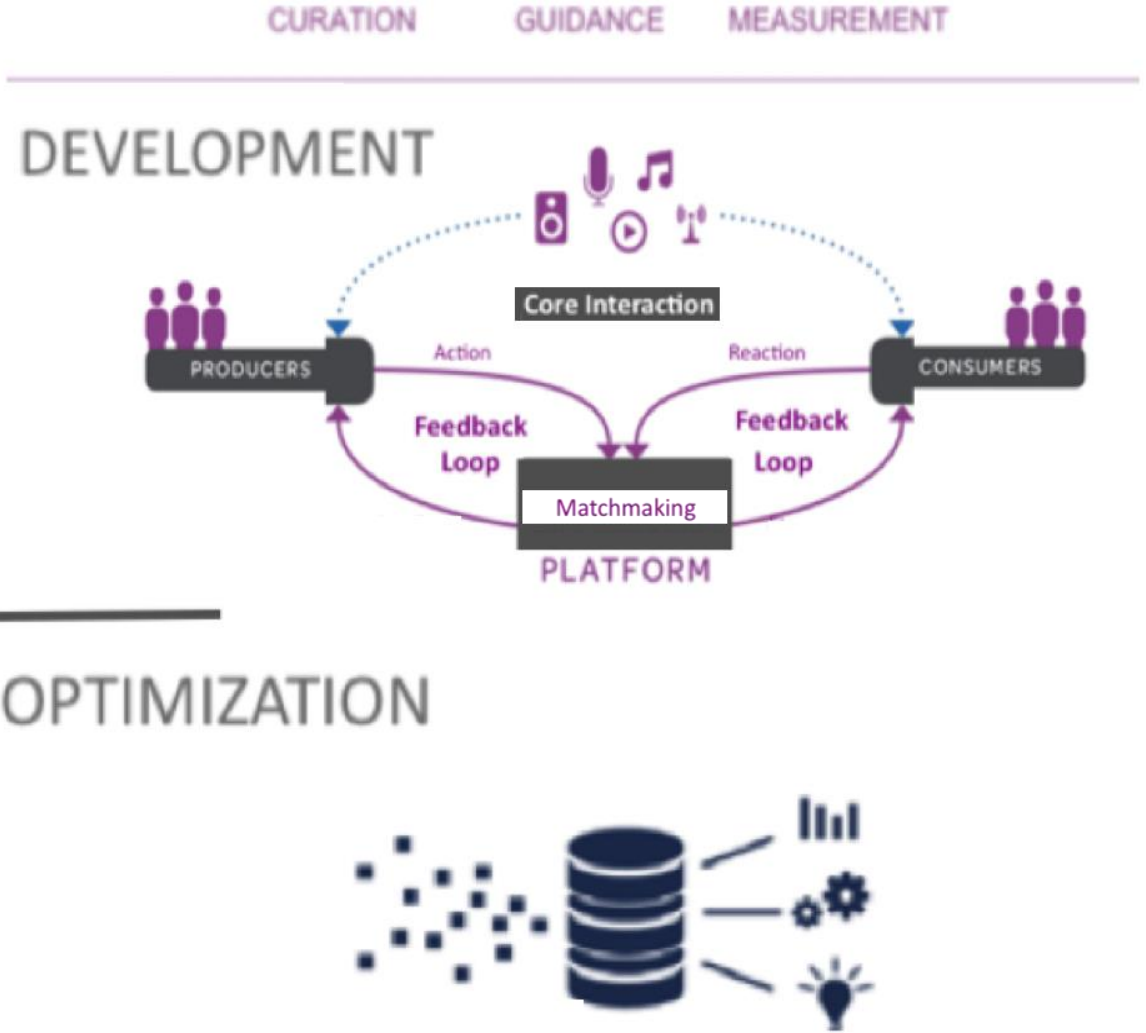 CURATION GUIDANCE MEASUREMENT
DEVELOPMENT
Core Interaction
PRODUCERS
Action
Reaction
CONSUMERS
Feedback
Loop
Feedback
Loop
Matchmaking
PLATFORM
OPTIMIZATION